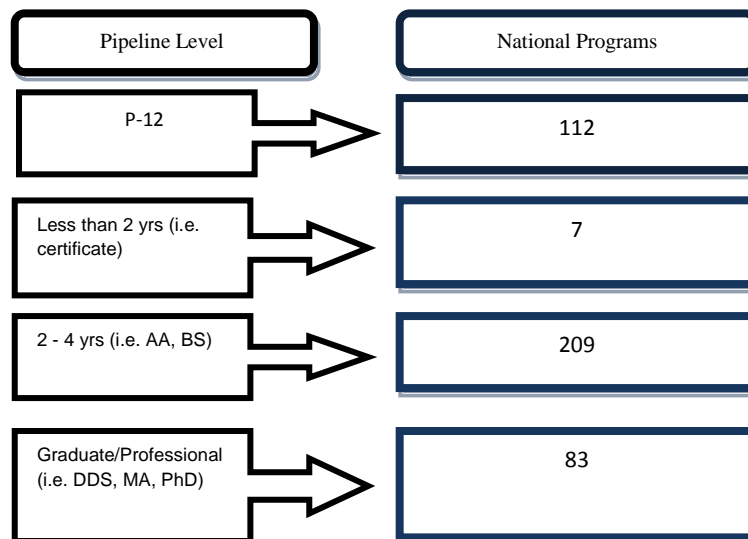 Pipeline Level
National Programs
P-12
112
Less than 2 yrs (i.e.
certificate)
7
2 - 4 yrs (i.e. AA, BS)
209
Graduate/Professional
(i.e. DDS, MA, PhD)
83